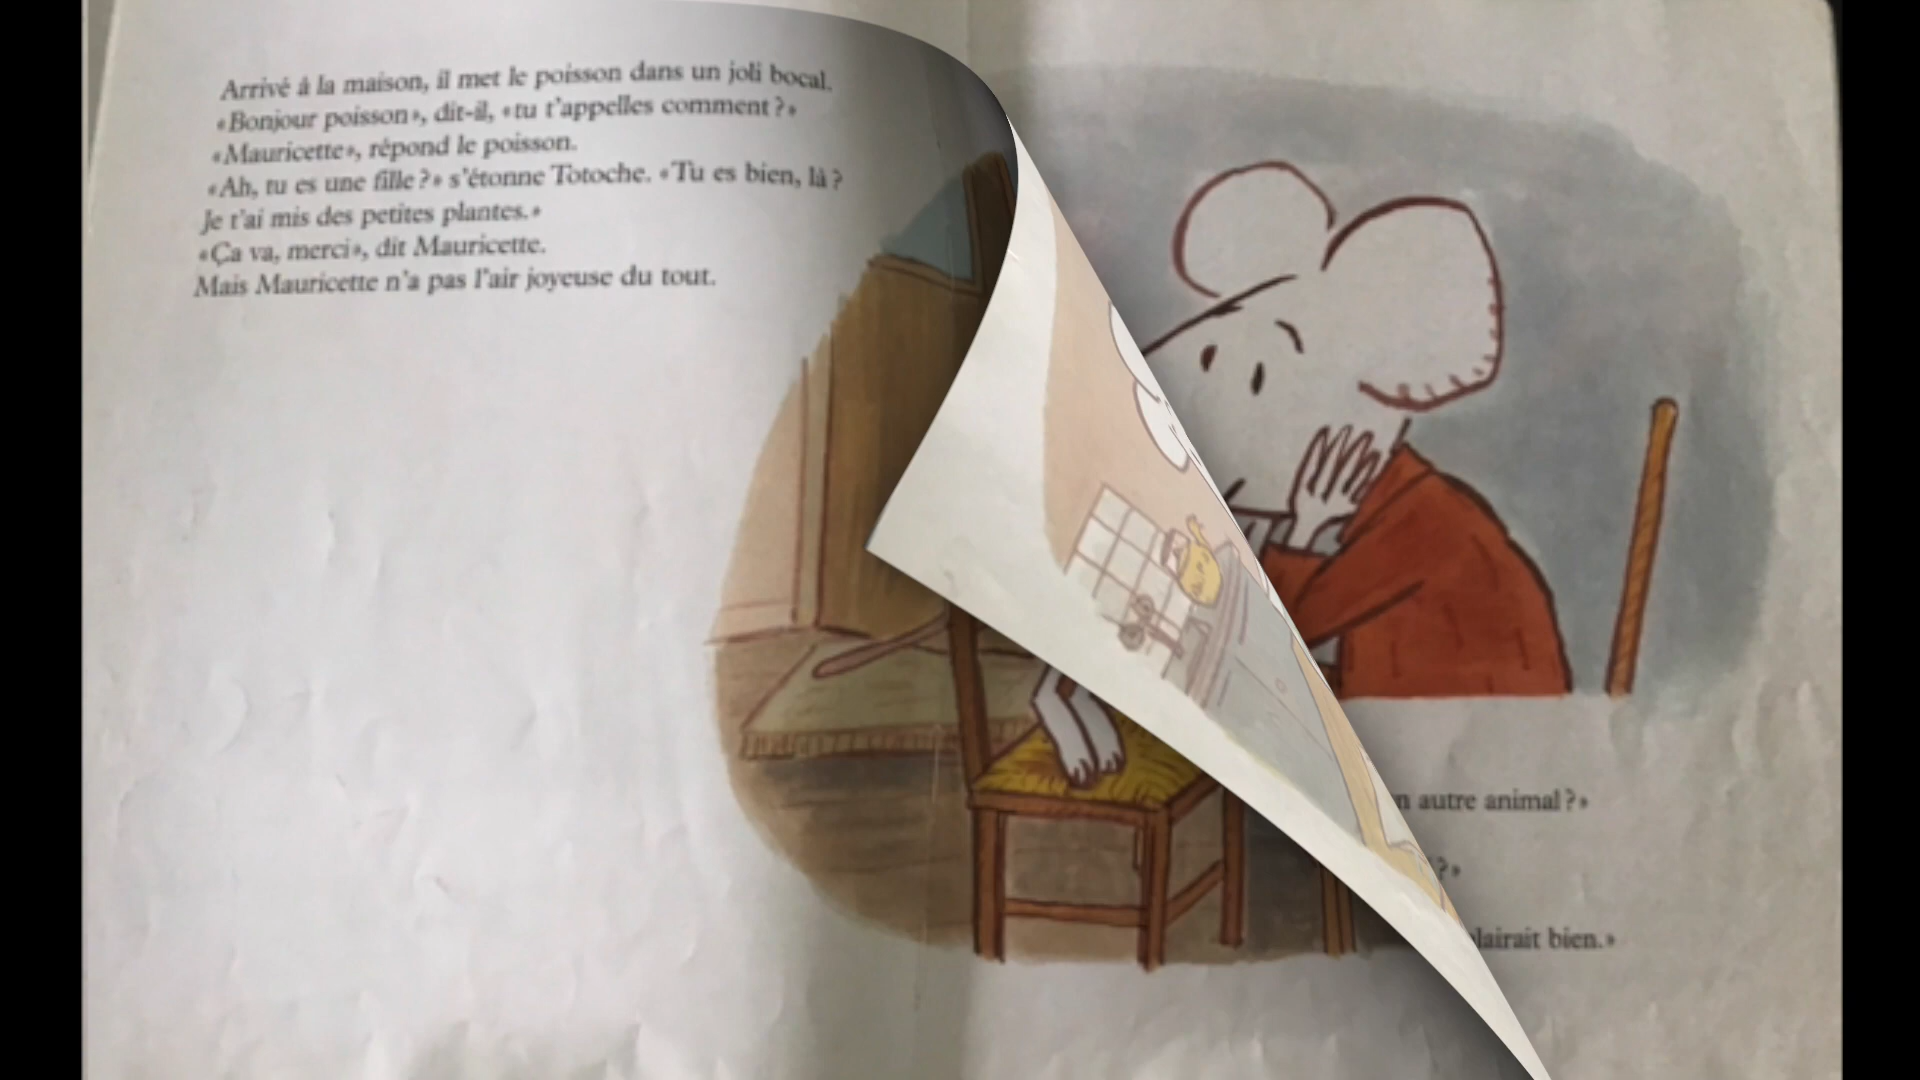 Arrivé à la maison, il met le poisson dans un joli bocal.
«Bonjour poisson», dit-il, «tu t'appelles comment?»
«Mauricette», répond le poisson.
«Ah, tu es une fille?» s'étonne Totoche. «Tu es bien, là?
Je t'ai mis des petites plantes.»
«Ça va, merci», dit Mauricette.
Mais Mauricette n'a pas l'air joyeuse du tout.
autre animal?»
?»
bien.»